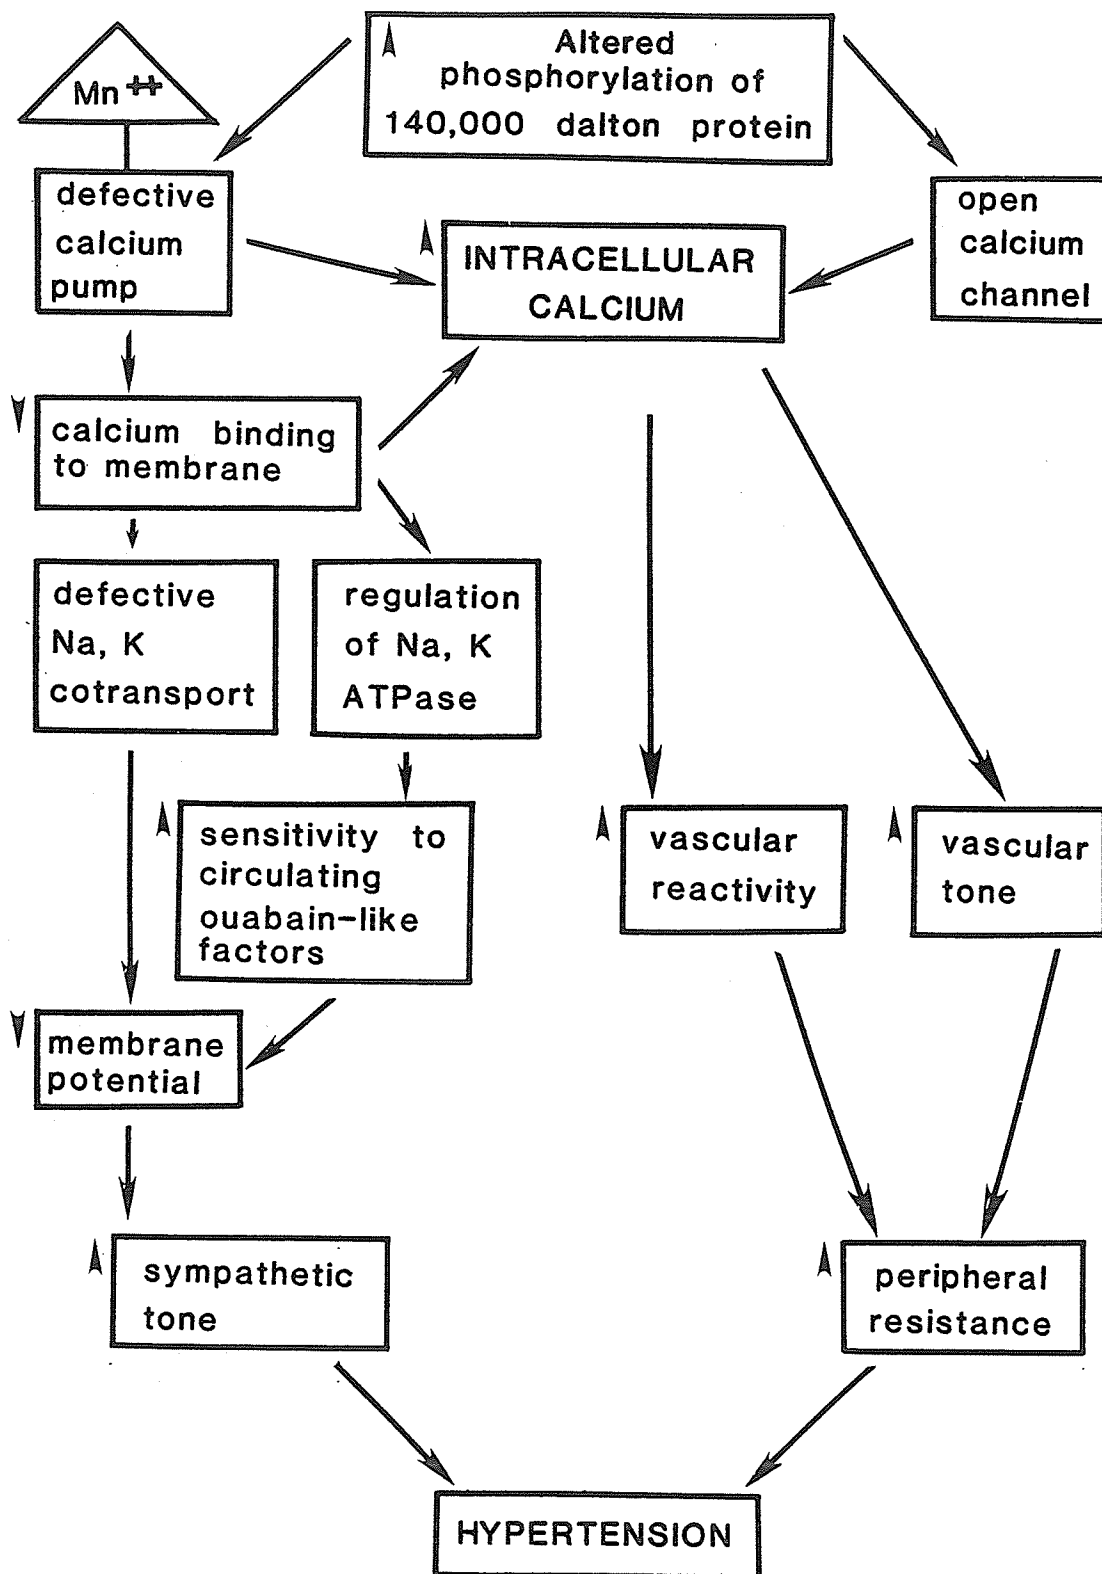 Mn ++
Altered
phosphorylation of
140,000 dalton protein
defective
calcium
pump
INTRACELLULAR
CALCIUM
open
calcium
channel
calcium binding
to membrane
defective
Na, K
cotransport
regulation
of Na, K
ATPase
sensitivity to
circulating
ouabain-like
factors
vascular
reactivity
vascular
tone
membrane
potential
sympathetic
tone
peripheral
resistance
HYPERTENSION